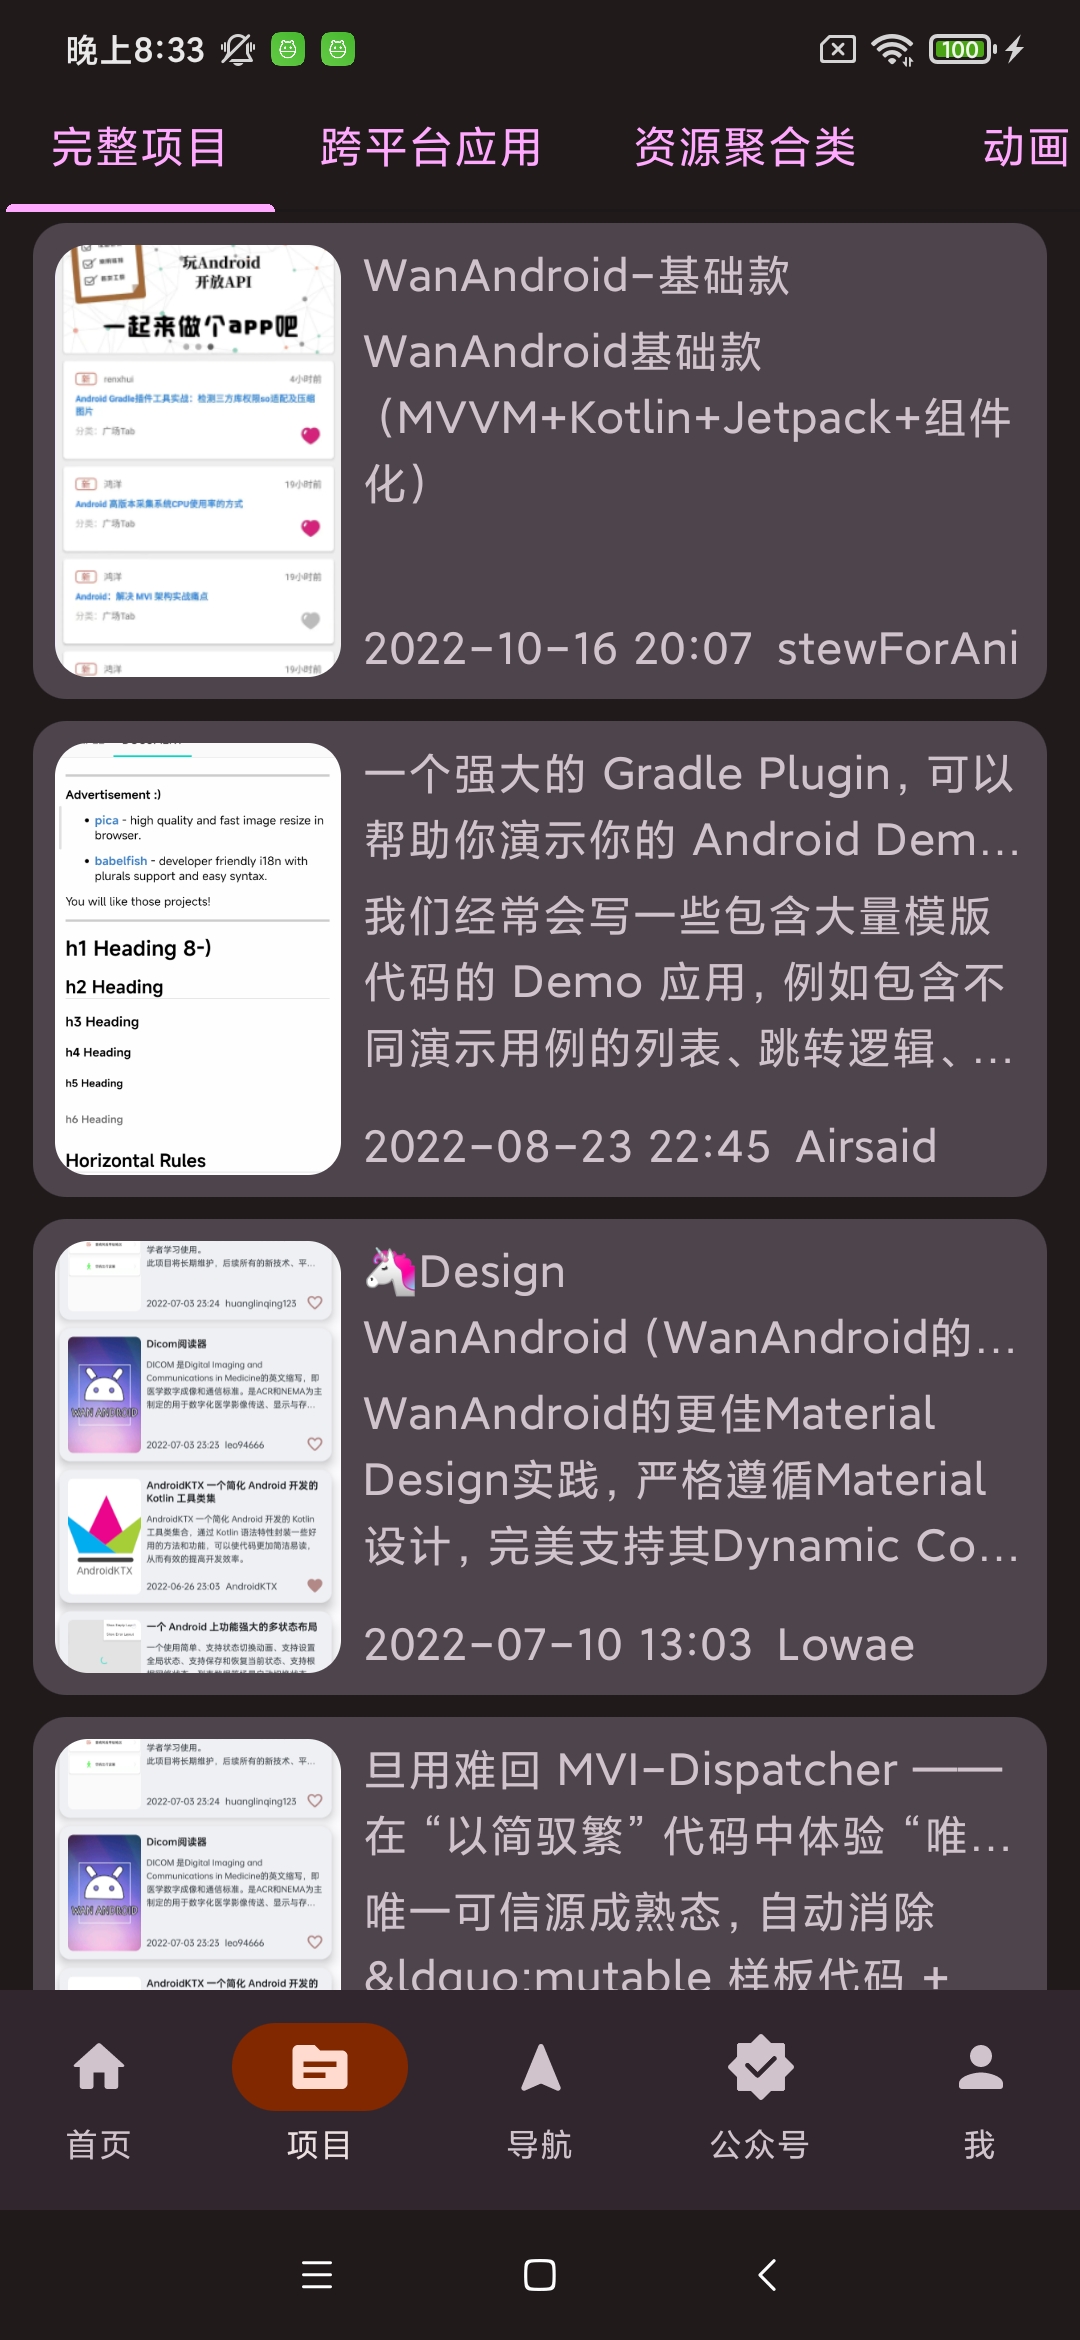 晚上8:33
100
完整项目 跨平台应用 资源聚合类 动画
玩Android
开放API
一起来做个app吧
新 renxhui 4小时前
Android Gradle插件工具实战：检测三方库权限so适配及压缩
图片
分类：广场Tab
新 鸿洋 19小时前
Android 高版本采集系统CPU使用率的方式
分类：广场Tab
新 鸿洋 19小时前
Android：解决 MVI 架构实战痛点
分类：广场Tab
新 鸿洋 19小时前
WanAndroid-基础款
WanAndroid基础款
（MVVM+Kotlin+Jetpack+组件
化）
2022-10-16 20:07 stewForAni
Advertisement :)
• pica - high quality and fast image resize in
browser.
• babelfish - developer friendly i18n with
plurals support and easy syntax.
You will like those projects!
h1 Heading 8-)
h2 Heading
h3 Heading
h4 Heading
h5 Heading
h6 Heading
Horizontal Rules
一个强大的 Gradle Plugin，可以
帮助你演示你的 Android Dem...
我们经常会写一些包含大量模版
代码的 Demo 应用，例如包含不
同演示用例的列表、跳转逻辑、...
2022-08-23 22:45 Airsaid
学者学习使用。
此项目将长期维护，后续所有的新技术、平...
2022-07-03 23:24 huanglinqing123
Dicom阅读器
DICOM 是Digital Imaging and
Communications in Medicine的英文缩写，即
医学数字成像和通信标准。是ACR和NEMA为主
制定的用于数字化医学影像传送、显示与存...
WAN ANDROID
2022-07-03 23:23 leo94666
AndroidKTX 一个简化 Android 开发的
Kotlin 工具类集
AndroidKTX 一个简化 Android 开发的 Kotlin
工具类集合，通过 Kotlin 语法特性封装一些好
用的方法和功能，可以使代码更加简洁易读，
从而有效的提高开发效率。
AndroidKTX
2022-06-26 23:03 AndroidKTX
一个 Android 上功能强大的多状态布局
一个使用简单、支持状态切换动画、支持设置
全局状态、支持保存和恢复当前状态、支持根
🦄Design
WanAndroid (WanAndroid的...
WanAndroid的更佳Material
Design实践，严格遵循Material
设计，完美支持其Dynamic Co...
2022-07-10 13:03 Lowae
学者学习使用。
此项目将长期维护，后续所有的新技术、平...
2022-07-03 23:24 huanglinqing123
Dicom阅读器
DICOM 是Digital Imaging and
Communications in Medicine的英文缩写，即
医学数字成像和通信标准。是ACR和NEMA为主
制定的用于数字化医学影像传送、显示与存...
WAN ANDROID
2022-07-03 23:23 leo94666
AndroidKTX 一个简化 Android 开发的
旦用难回 MVI-Dispatcher ——
在 “以简驭繁” 代码中体验 “唯...
唯一可信源成熟态，自动消除
&ldquo;mutable 样板代码 +
首页 项目 导航 公众号 我